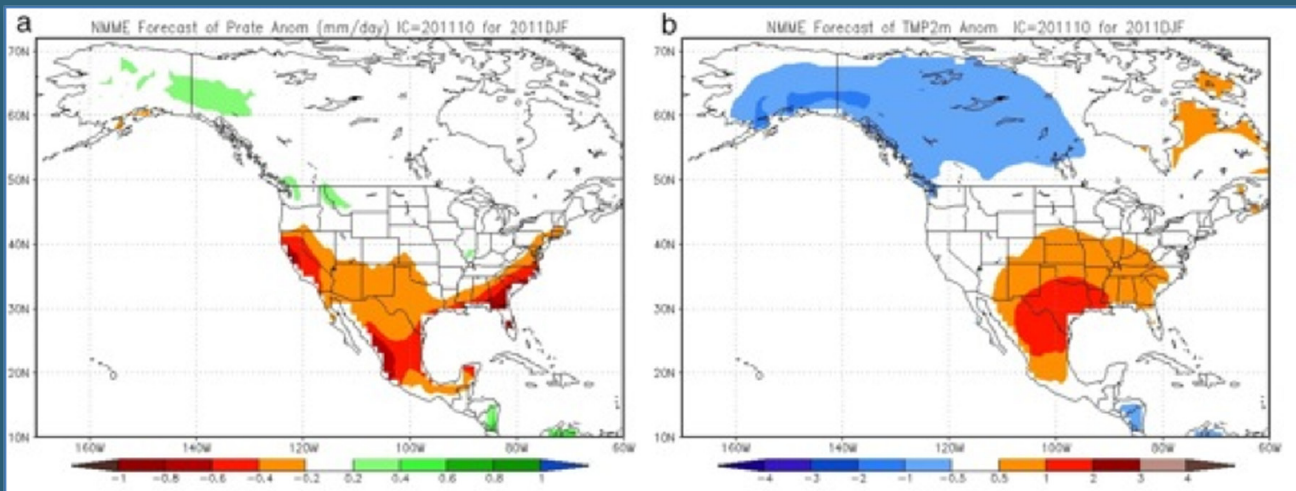 a
NMME Forecast of Prate Anom (mm/day) IC=201110 for 2011DJF
70N
60N
50N
40N
30N
20N
10N
160W 140W 120W 100W 80W 60W
-1 -0.8 -0.6 -0.4 -0.2 0.2 0.4 0.6 0.8 1
b
NMME Forecast of TMP2m Anom IC=201110 for 2011DJF
70N
60N
50N
40N
30N
20N
10N
160W 140W 120W 100W 80W 60W
-4 -3 -2 -1 -0.5 0.5 1 2 3 4